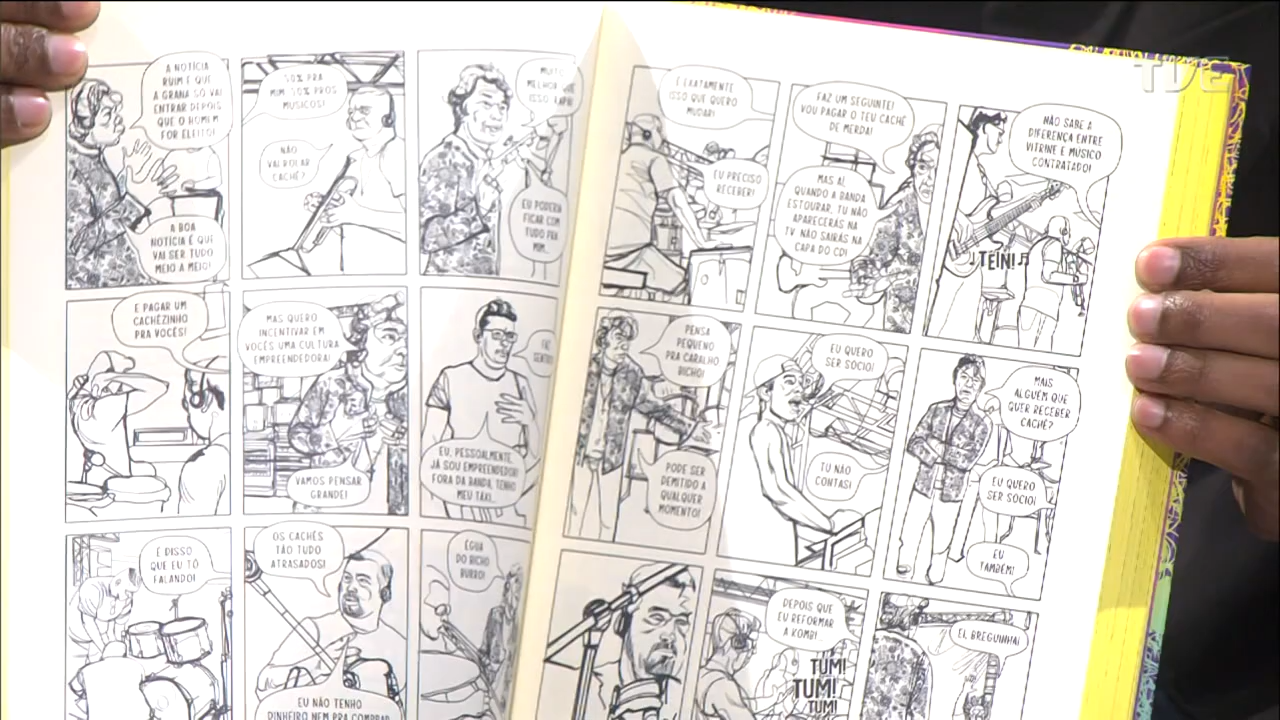 A NOTÍCIA
RUIM É QUE
A GRANA SÓ VAI
ENTRAR DEPOIS
QUE O HOMEM
FOR ELEITO!
A BOA
NOTÍCIA É QUE
VAI SER TUDO
MEIO A MEIO!
50% PRA
MIM, 50% PROS
MÚSICOS!
NÃO
VAI ROLAR
CACHÊ?
MUITO
MELHOR QUE
ISSO
EU PODERIA
FICAR COM
TUDO PRA
MIM,
E PAGAR UM
CACHÊZINHO
PRA VOCÊS!
MAS QUERO
INCENTIVAR EM
VOCÊS UMA CULTURA
EMPREENDEDORA!
VAMOS PENSAR
GRANDE!
FAZ
EU, PESSOALMENTE,
JÁ SOU EMPREENDEDOR!
FORA DA BANDA, TENHO
MEU TÁXI...
É DISSO
QUE EU TÔ
FALANDO!
OS CACHÊS
TÃO TUDO
ATRASADOS!
EU NÃO TENHO
DINHEIRO NEM PRA COMPRAR
ÉGUA
DO BICHO
BURRO!
É EXATAMENTE
ISSO QUE QUERO
MUDAR!
EU PRECISO
RECEBER!
FAZ UM SEGUINTE!
VOU PAGAR O TEU CACHÊ
DE MERDA!
MAS AÍ,
QUANDO A BANDA
ESTOURAR, TU NÃO
APARECERÁS NA
TV, NÃO SAIRÁS NA
CAPA DO CD!
NÃO SABE A
DIFERENÇA ENTRE
VITRINE E MÚSICO
CONTRATADO!
TÉIN!
PENSA
PEQUENO
PRA CARALHO
BICHO!
PODE SER
DEMITIDO A
QUALQUER
MOMENTO!
EU QUERO
SER SÓCIO!
TU NÃO
CONTAS!
MAIS
ALGUÉM QUE
QUER RECEBER
CACHÊ?
EU QUERO
SER SÓCIO!
EU
TAMBÉM!
DEPOIS QUE
EU REFORMAR
A KOMBI...
TUM!
TUM!
TUM!
EI, BREGUINHA!
TVE